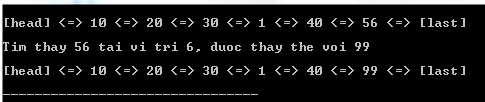 [head] <=> 10 <=> 20 <=> 30 <=> 1 <=> 40 <=> 56 <=> [last]
Tim thay 56 tai vi tri 6, duoc thay the voi 99
[head] <=> 10 <=> 20 <=> 30 <=> 1 <=> 40 <=> 99 <=> [last]
--------------------------------